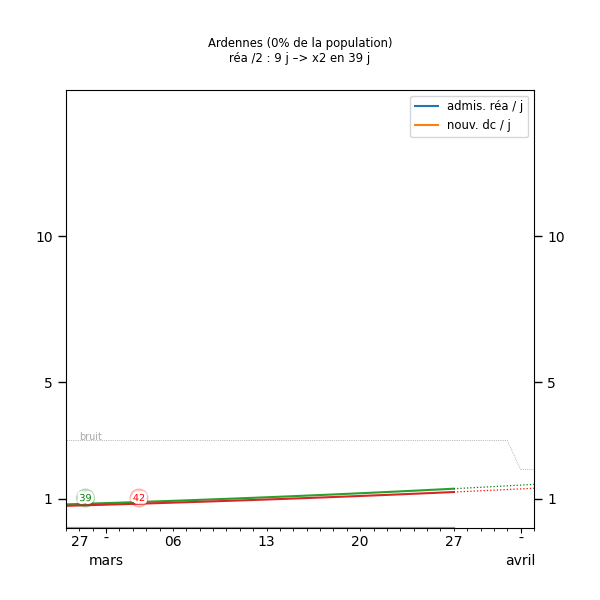 Ardennes (0% de la population)
réa /2 : 9 j –> x2 en 39 j
admis. réa / j
nouv. dc / j
10 10
5 5
bruit
39 42
1 1
27 - 06 13 20 27 -
mars avril